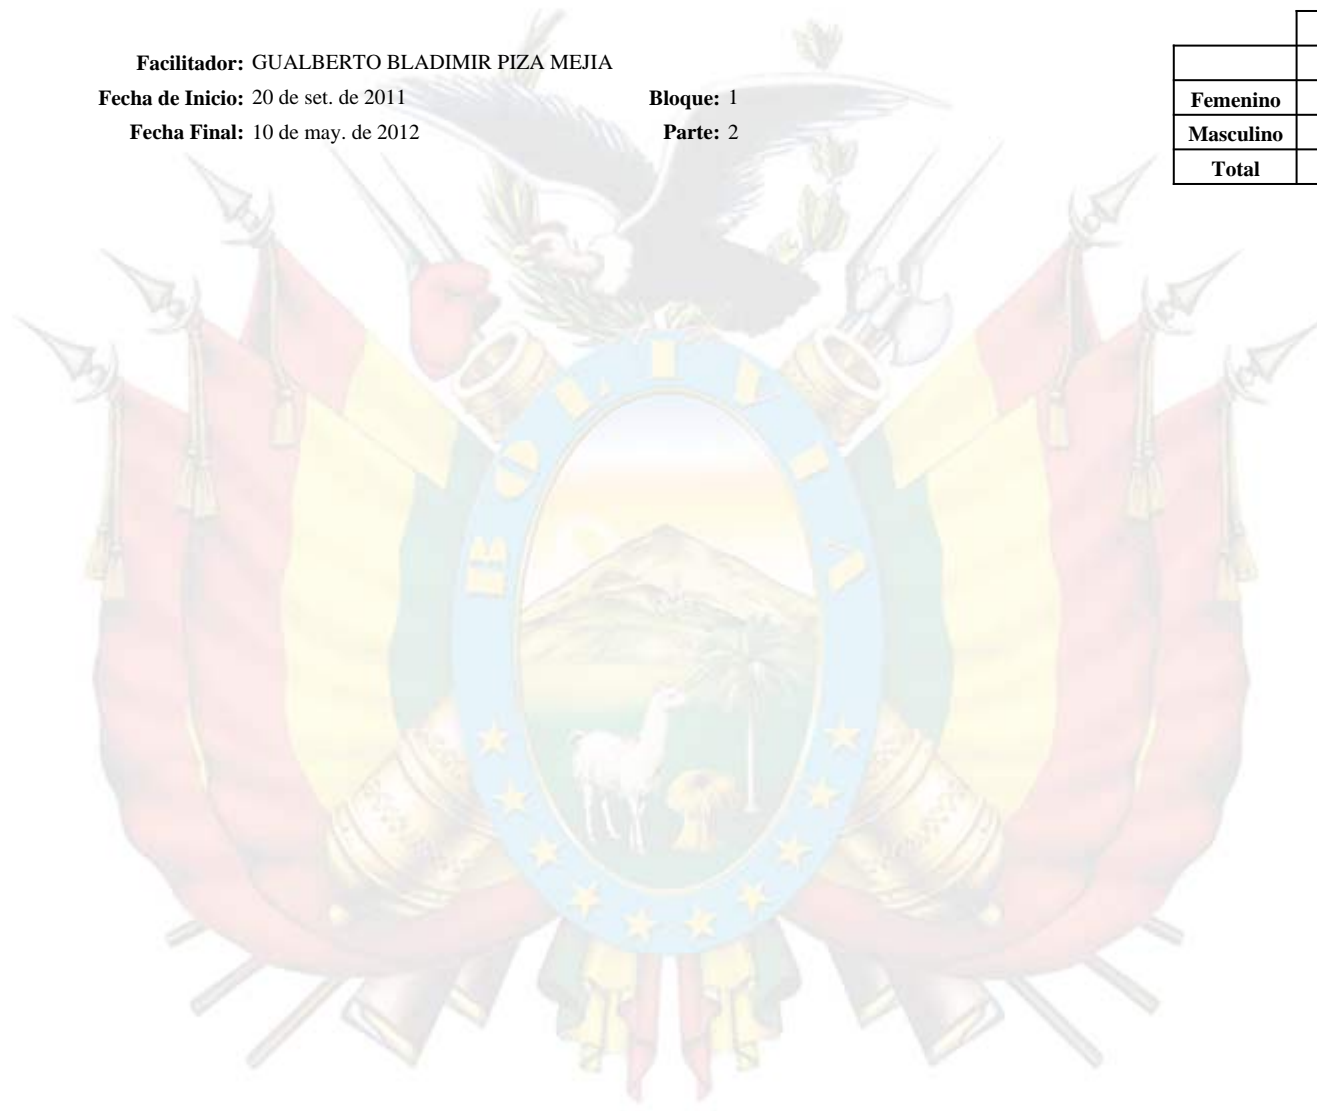 Facilitador: GUALBERTO BLADIMIR PIZA MEJIA
Fecha de Inicio: 20 de set. de 2011 Bloque: 1
Fecha Final: 10 de may. de 2012 Parte: 2
Femenino
Masculino
Total
BOLIVIA